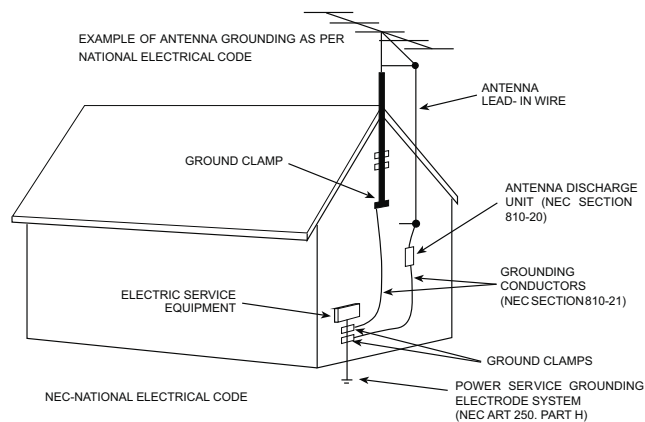 EXAMPLE OF ANTENNA GROUNDING AS PER
NATIONAL ELECTRICAL CODE
ANTENNA
LEAD- IN WIRE
GROUND CLAMP
ANTENNA DISCHARGE
UNIT (NEC SECTION
810-20)
GROUNDING
CONDUCTORS
(NEC SECTION 810-21)
ELECTRIC SERVICE
EQUIPMENT
GROUND CLAMPS
POWER SERVICE GROUNDING
ELECTRODE SYSTEM
(NEC ART 250. PART H)
NEC-NATIONAL ELECTRICAL CODE